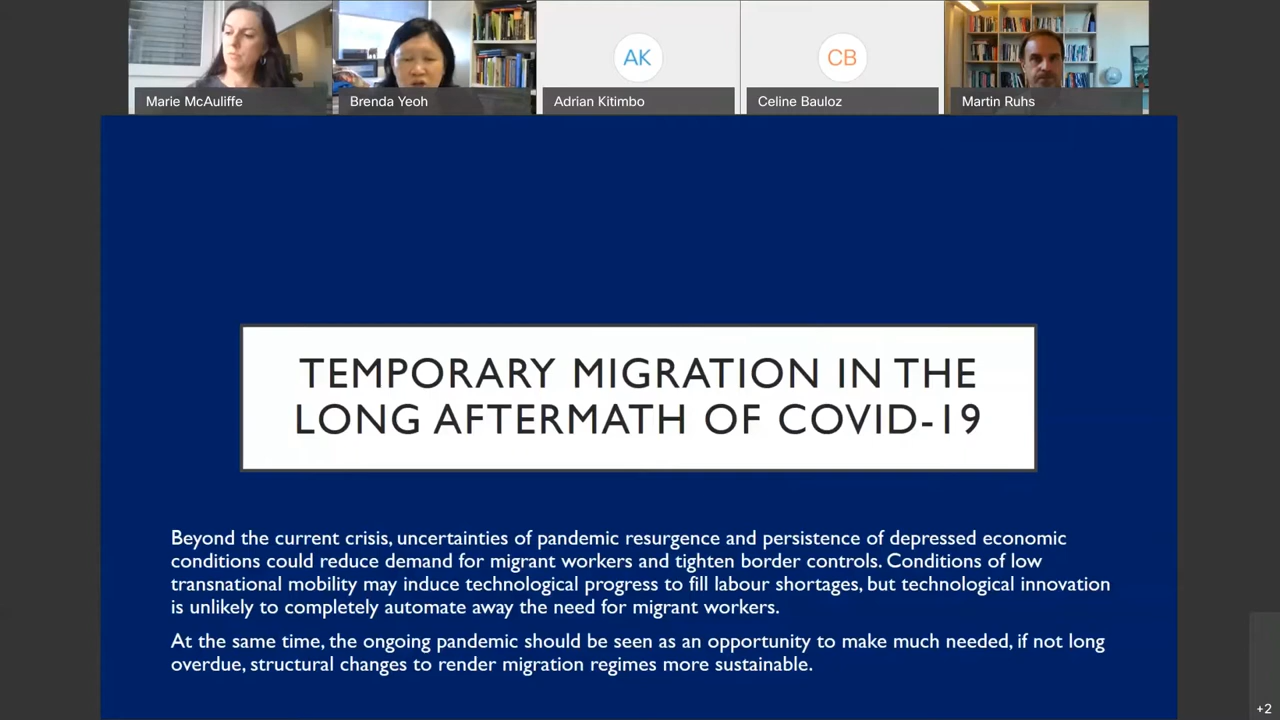 AK
CB
Marie McAuliffe
Brenda Yeoh
Adrian Kitimbo
Celine Bauloz
Martin Ruhs
TEMPORARY MIGRATION IN THE
LONG AFTERMATH OF COVID-19
Beyond the current crisis, uncertainties of pandemic resurgence and persistence of depressed economic
conditions could reduce demand for migrant workers and tighten border controls. Conditions of low
transnational mobility may induce technological progress to fill labour shortages, but technological innovation
is unlikely to completely automate away the need for migrant workers.
At the same time, the ongoing pandemic should be seen as an opportunity to make much needed, if not long
overdue, structural changes to render migration regimes more sustainable.
+2